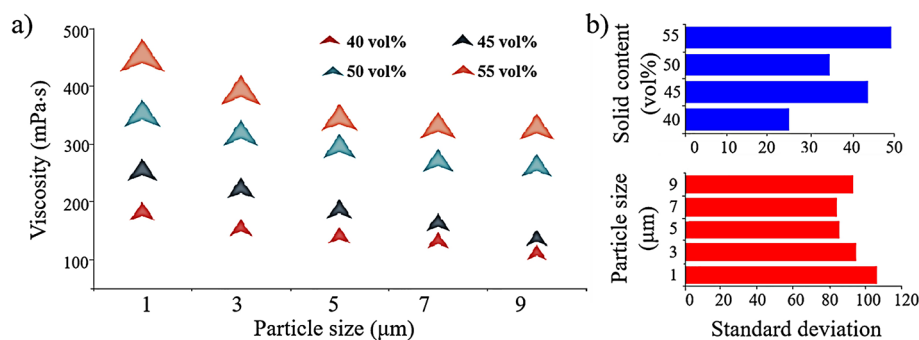 a)
500
400
300
200
100
Viscosity (mPa·s)
40 vol%
45 vol%
50 vol%
55 vol%
1
3
5
7
9
Particle size (μm)
b)
Solid content
(vol%)
55
50
45
40
0
10
20
30
40
50
Particle size
(μm)
9
7
5
3
1
0
20
40
60
80
100
120
Standard deviation